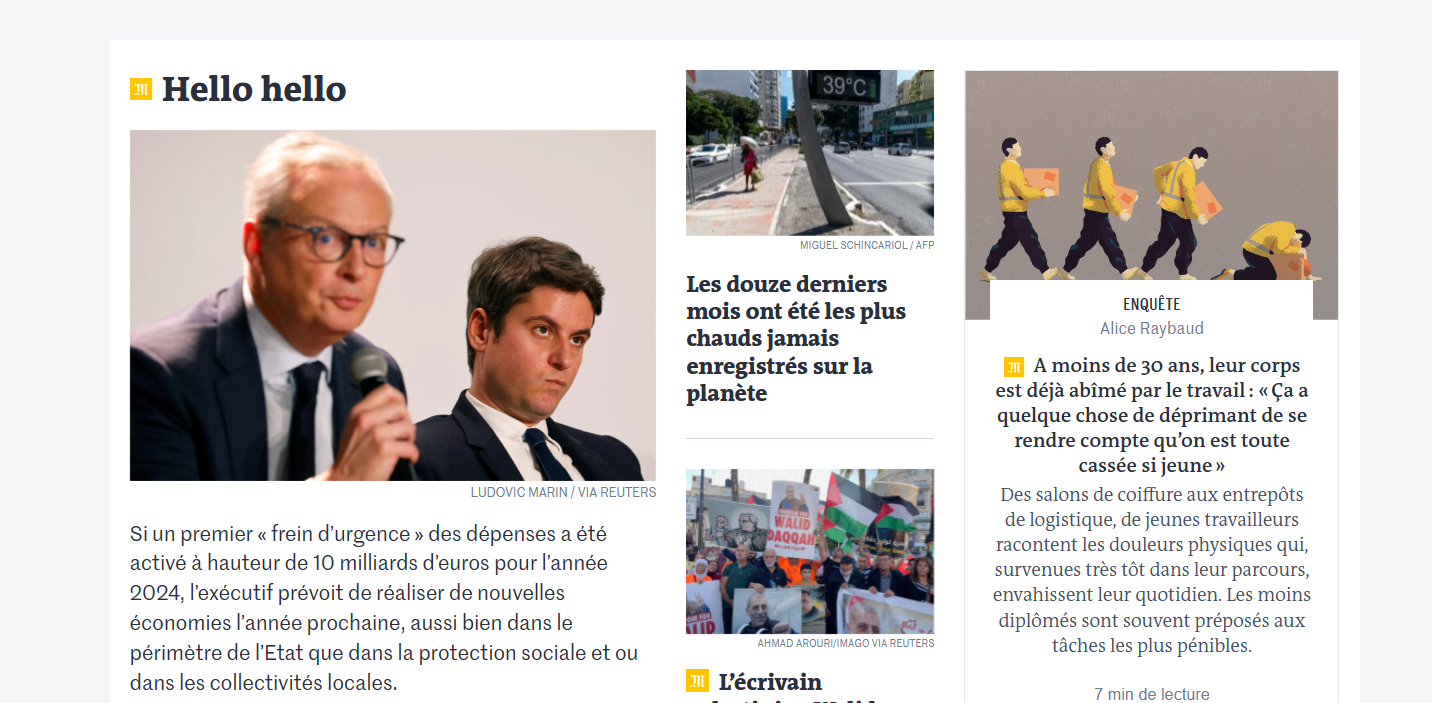 Hello hello
LUDOVIC MARIN / VIA REUTERS
Si un premier « frein d’urgence » des dépenses a été
activé à hauteur de 10 milliards d’euros pour l’année
2024, l’exécutif prévoit de réaliser de nouvelles
économies l’année prochaine, aussi bien dans le
périmètre de l’Etat que dans la protection sociale et ou
dans les collectivités locales.
39°C
MIGUEL SCHINCARIOL / AFP
Les douze derniers
mois ont été les plus
chauds jamais
enregistrés sur la
planète
WALID
DAQQAH
AHMAD AROURI/IMAGO VIA REUTERS
L’écrivain
ENQUÊTE
Alice Raybaud
A moins de 30 ans, leur corps
est déjà abîmé par le travail : « Ça a
quelque chose de déprimant de se
rendre compte qu’on est toute
cassée si jeune »
Des salons de coiffure aux entrepôts
de logistique, de jeunes travailleurs
racontent les douleurs physiques qui,
survenues très tôt dans leur parcours,
envahissent leur quotidien. Les moins
diplômés sont souvent préposés aux
tâches les plus pénibles.
7 min de lecture